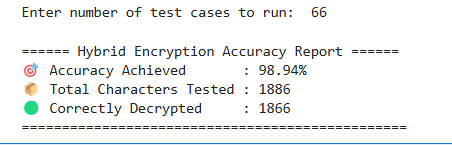 Enter number of test cases to run:  66
====== Hybrid Encryption Accuracy Report ======
🎯 Accuracy Achieved       : 98.94%
📦 Total Characters Tested : 1886
🟢 Correctly Decrypted     : 1866
================================================